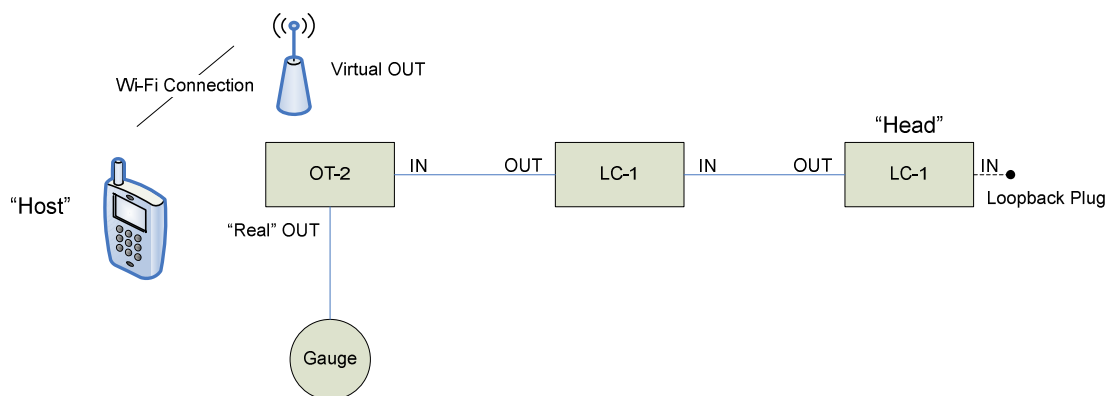 Wi-Fi Connection
Virtual OUT
“Host”
OT-2
IN
OUT
LC-1
IN
OUT
“Head”
LC-1
IN
Loopback Plug
“Real” OUT
Gauge